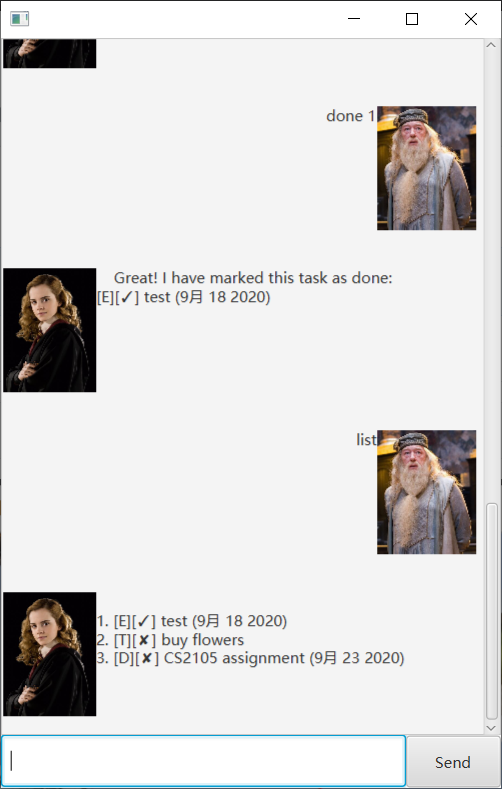 done 1
Great! I have marked this task as done:
[E][✓] test (9月 18 2020)
list
1. [E][✓] test (9月 18 2020)
2. [T][✘] buy flowers
3. [D][✘] CS2105 assignment (9月 23 2020)
Send